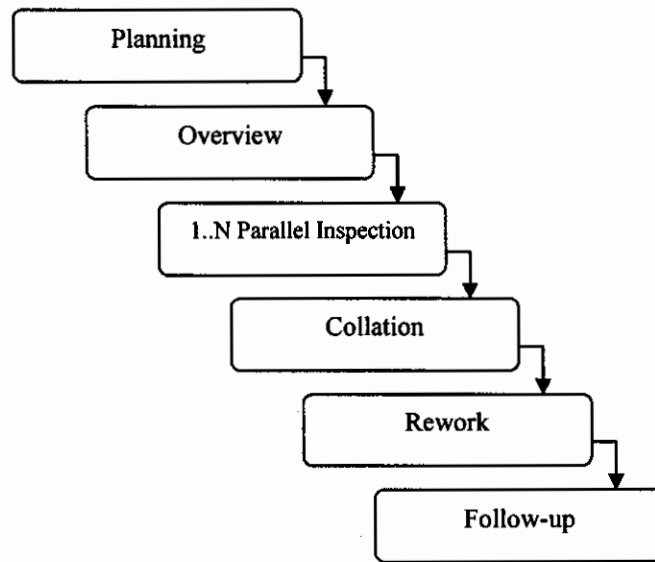 Planning
Overview
1..N Parallel Inspection
Collation
Rework
Follow-up